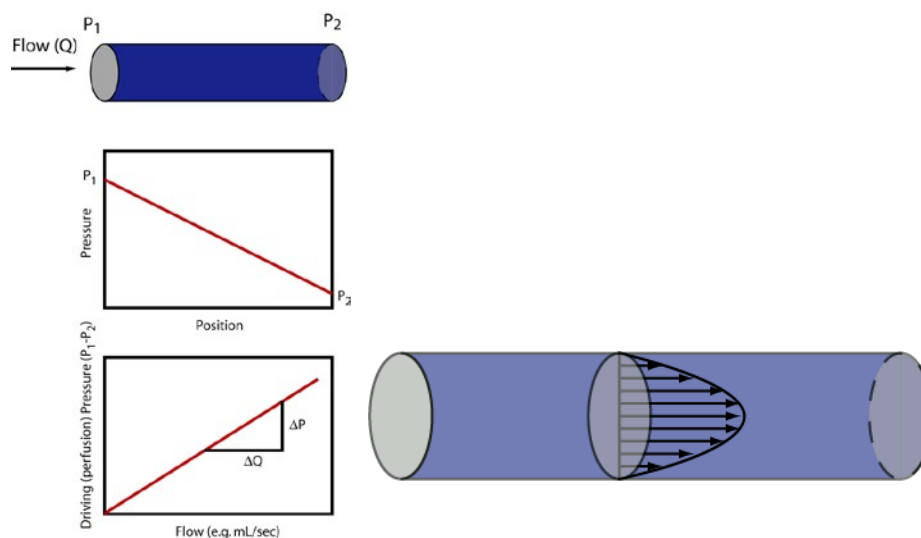 P1
P2
Flow (Q)
P1
Pressure
P2
Position
Driving (perfusion) Pressure (P1-P2)
ΔP
ΔQ
Flow (e.g. mL/sec)